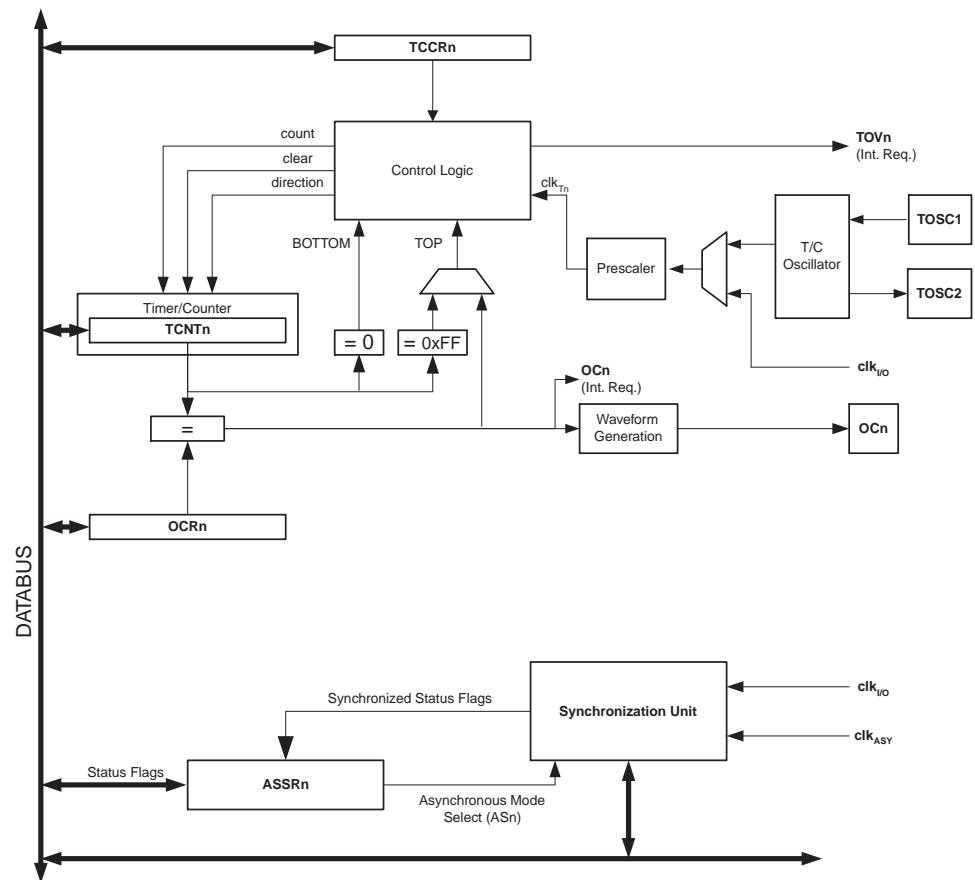 TCCRn
count
clear
direction
Control Logic
TOVn
(Int. Req.)
clkTn
TOSC1
BOTTOM
TOP
Prescaler
T/C
Oscillator
TOSC2
Timer/Counter
TCNTn
= 0
= 0xFF
clkI/O
OCn
(Int. Req.)
=
Waveform
Generation
OCn
OCRn
DATABUS
Synchronized Status Flags
Synchronization Unit
clkI/O
clkASY
Status Flags
ASSRn
Asynchronous Mode
Select (ASn)